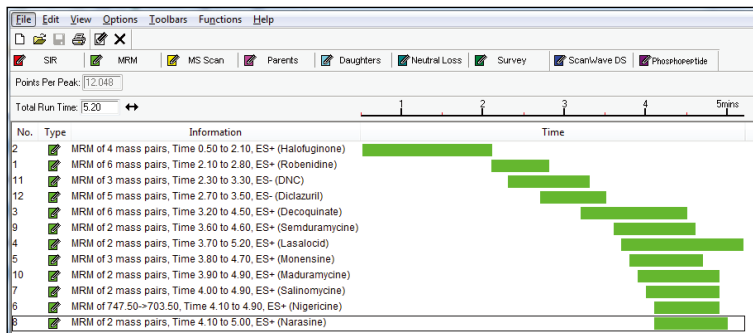 File Edit View Options Toolbars Functions Help
SIR MRM MS Scan Parents Daughters Neutral Loss Survey ScanWave DS Phosphopeptide
Points Per Peak: 12.048
Total Run Time: 5.20 1 2 3 4 5mins
No. Type Information Time
2 MRM of 4 mass pairs, Time 0.50 to 2.10, ES+ (Halofuginone)
1 MRM of 6 mass pairs, Time 2.10 to 2.80, ES+ (Robenidine)
11 MRM of 3 mass pairs, Time 2.30 to 3.30, ES- (DNC)
12 MRM of 5 mass pairs, Time 2.70 to 3.50, ES- (Diclazuril)
3 MRM of 6 mass pairs, Time 3.20 to 4.50, ES+ (Decoquinate)
9 MRM of 2 mass pairs, Time 3.60 to 4.60, ES+ (Semduramycine)
4 MRM of 2 mass pairs, Time 3.70 to 5.20, ES+ (Lasalocid)
5 MRM of 3 mass pairs, Time 3.80 to 4.70, ES+ (Monensine)
10 MRM of 2 mass pairs, Time 3.90 to 4.90, ES+ (Maduramycine)
7 MRM of 2 mass pairs, Time 4.00 to 4.90, ES+ (Salinomycine)
6 MRM of 747.50->703.50, Time 4.10 to 4.90, ES+ (Nigericine)
8 MRM of 2 mass pairs, Time 4.10 to 5.00, ES+ (Narasine)